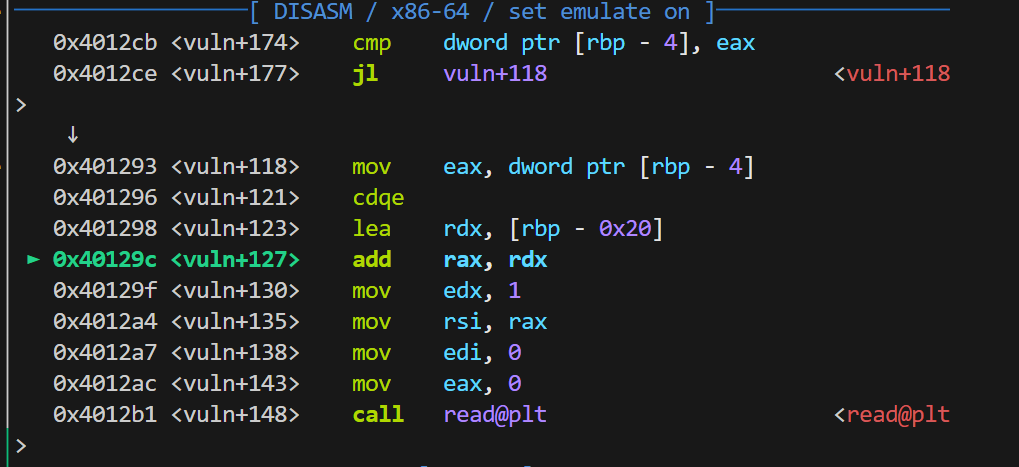 [ DISASM / x86-64 / set emulate on ]
0x4012cb <vuln+174> cmp dword ptr [rbp - 4], eax
0x4012ce <vuln+177> jl vuln+118 <vuln+118
>
↓
0x401293 <vuln+118> mov eax, dword ptr [rbp - 4]
0x401296 <vuln+121> cdqe
0x401298 <vuln+123> lea rdx, [rbp - 0x20]
► 0x40129c <vuln+127> add rax, rdx
0x40129f <vuln+130> mov edx, 1
0x4012a4 <vuln+135> mov rsi, rax
0x4012a7 <vuln+138> mov edi, 0
0x4012ac <vuln+143> mov eax, 0
0x4012b1 <vuln+148> call read@plt <read@plt
>